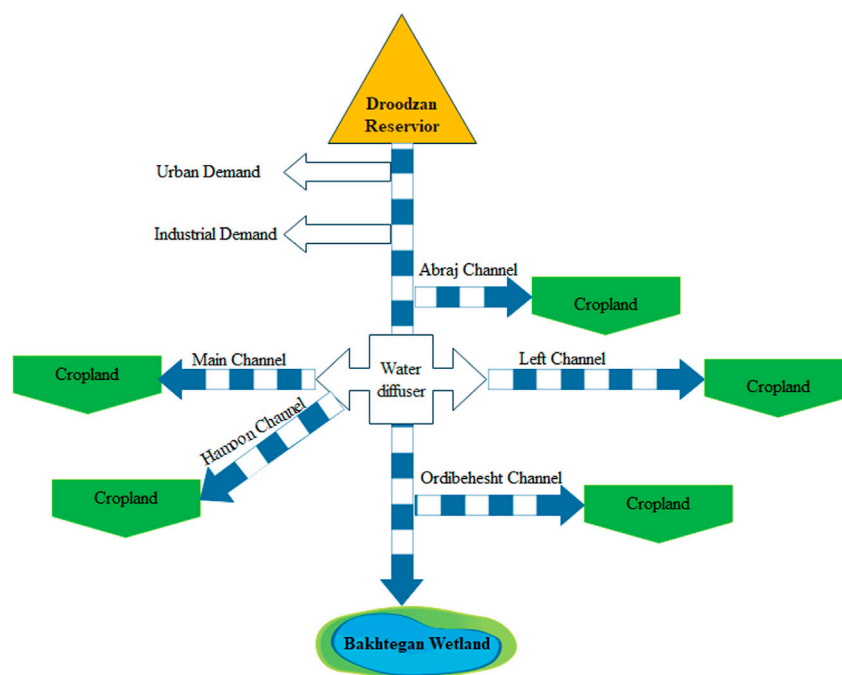 Droodzan
Reservior
Urban Demand
Industrial Demand
Abraj Channel
Cropland
Main Channel
Left Channel
Cropland
Water
diffuser
Cropland
Hamoon Channel
Ordibehesht Channel
Cropland
Cropland
Bakhtegan Wetland